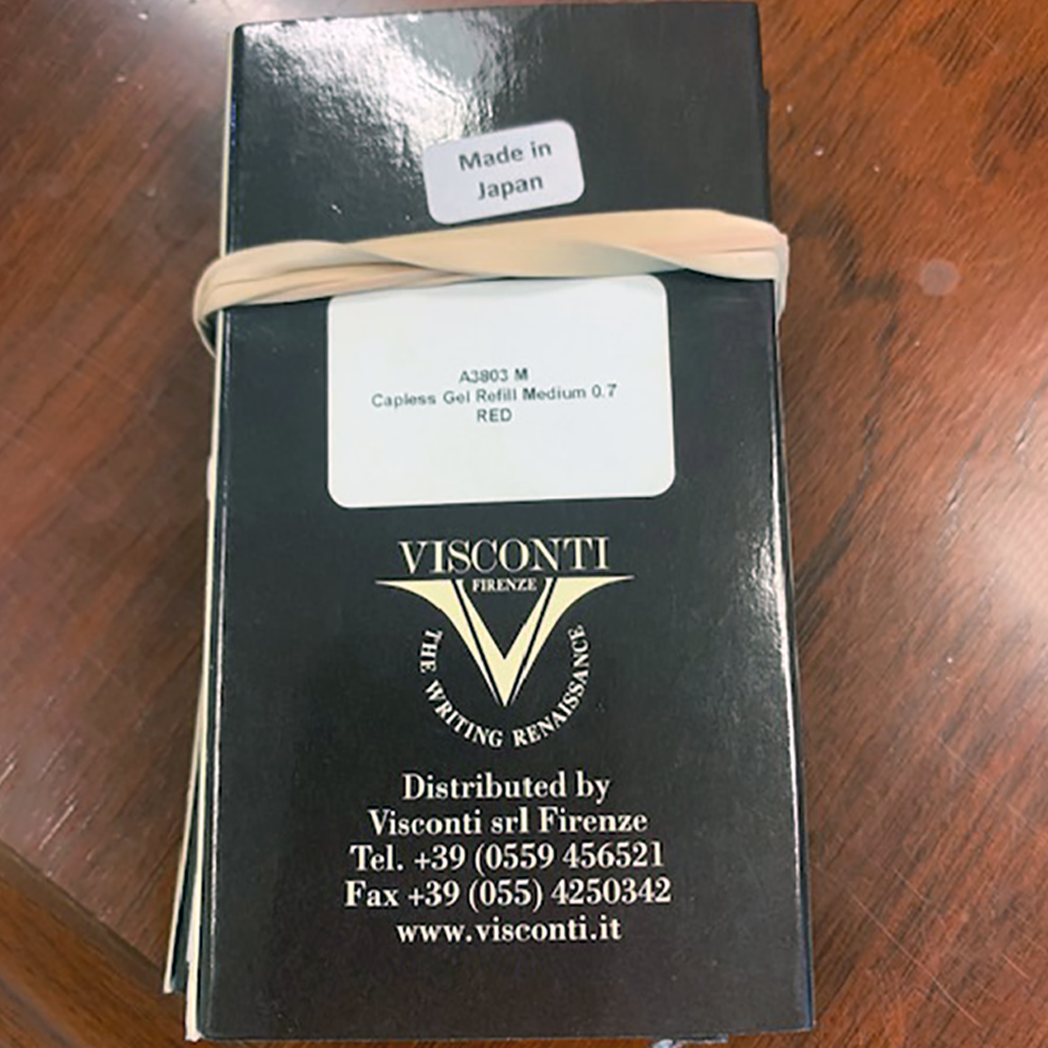 Made in
Japan
A3803 M
Capless Gel Refill Medium 0.7
RED
VISCONTI
FIRENZE
THE WRITING RENAISSANCE
Distributed by
Visconti srl Firenze
Tel. +39 (0559 456521
Fax +39 (055) 4250342
www.visconti.it